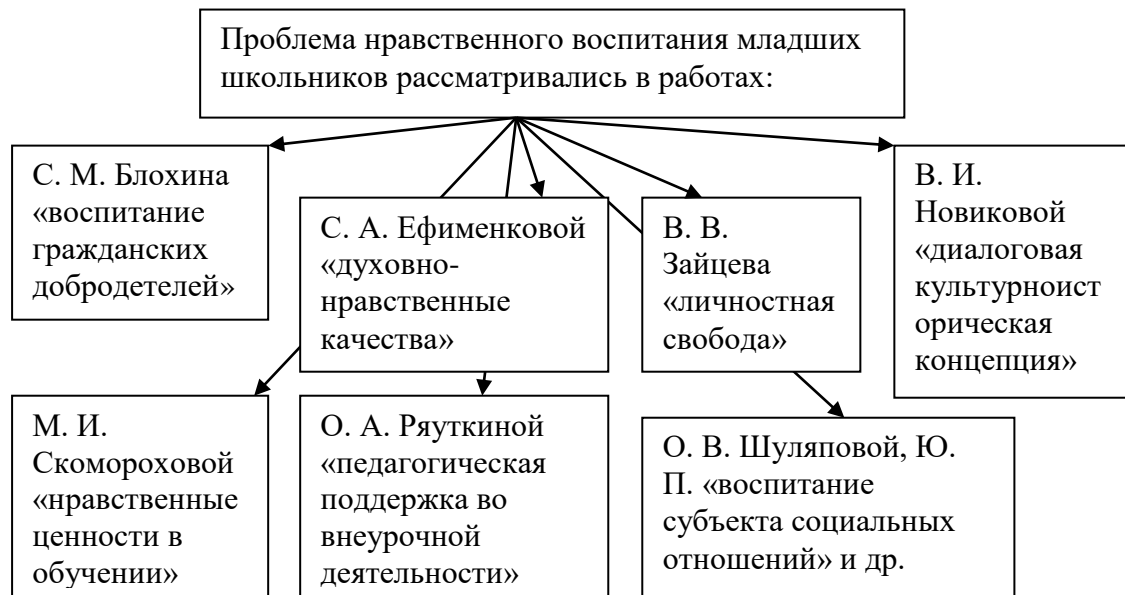 Проблема нравственного воспитания младших
школьников рассматривались в работах:
С. М. Блохина
«воспитание
гражданских
добродетелей»
С. А. Ефименковой
«духовно-
нравственные
качества»
В. В.
Зайцева
«личностная
свобода»
В. И.
Новиковой
«диалоговая
культурноист
орическая
концепция»
М. И.
Скомороховой
«нравственные
ценности в
обучении»
О. А. Ряуткиной
«педагогическая
поддержка во
внеурочной
деятельности»
О. В. Шуляповой, Ю.
П. «воспитание
субъекта социальных
отношений» и др.